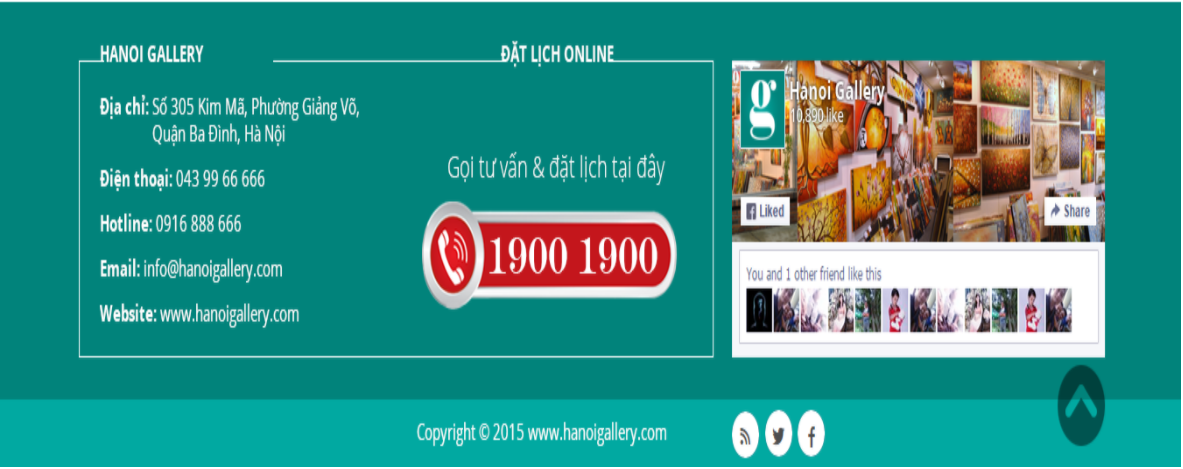 HANOI GALLERY
Địa chỉ: Số 305 Kim Mã, Phường Giảng Võ,
Quận Ba Đình, Hà Nội
Điện thoại: 043 99 66 666
Hotline: 0916 888 666
Email: info@hanoigallery.com
Website: www.hanoigallery.com
ĐẶT LỊCH ONLINE
Gọi tư vấn & đặt lịch tại đây
1900 1900
g
Hanoi Gallery
10,890 like
Liked
Share
You and 1 other friend like this
Copyright © 2015 www.hanoigallery.com